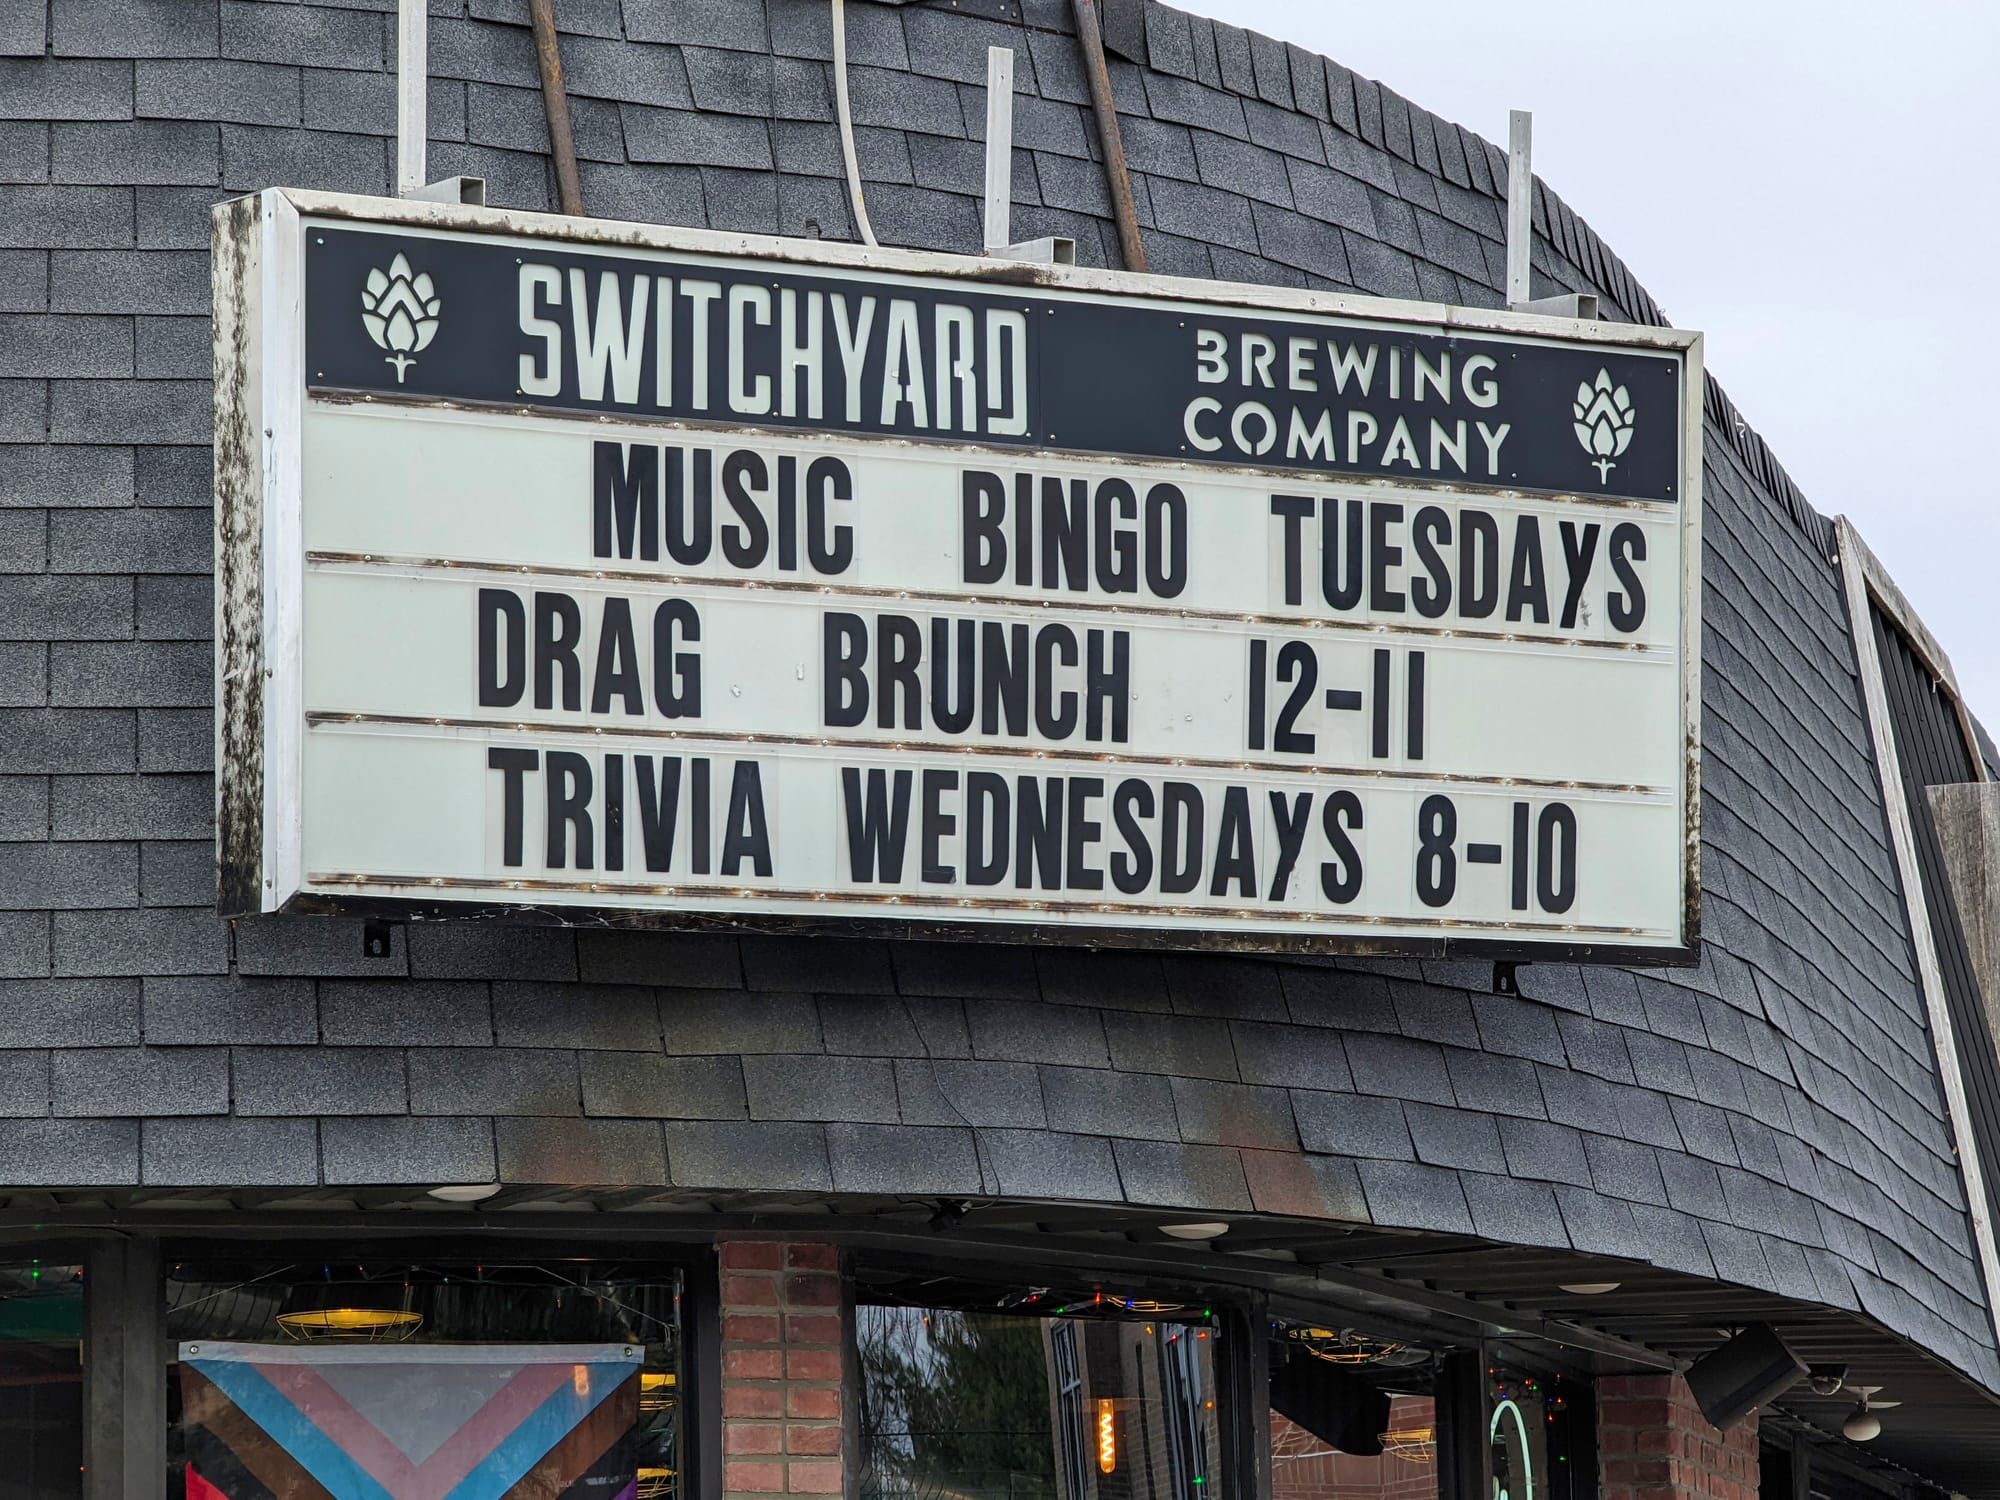 SWITCHYARD
BREWING
COMPANY
MUSIC BINGO TUESDAYS
DRAG BRUNCH 12-11
TRIVIA WEDNESDAYS 8-10